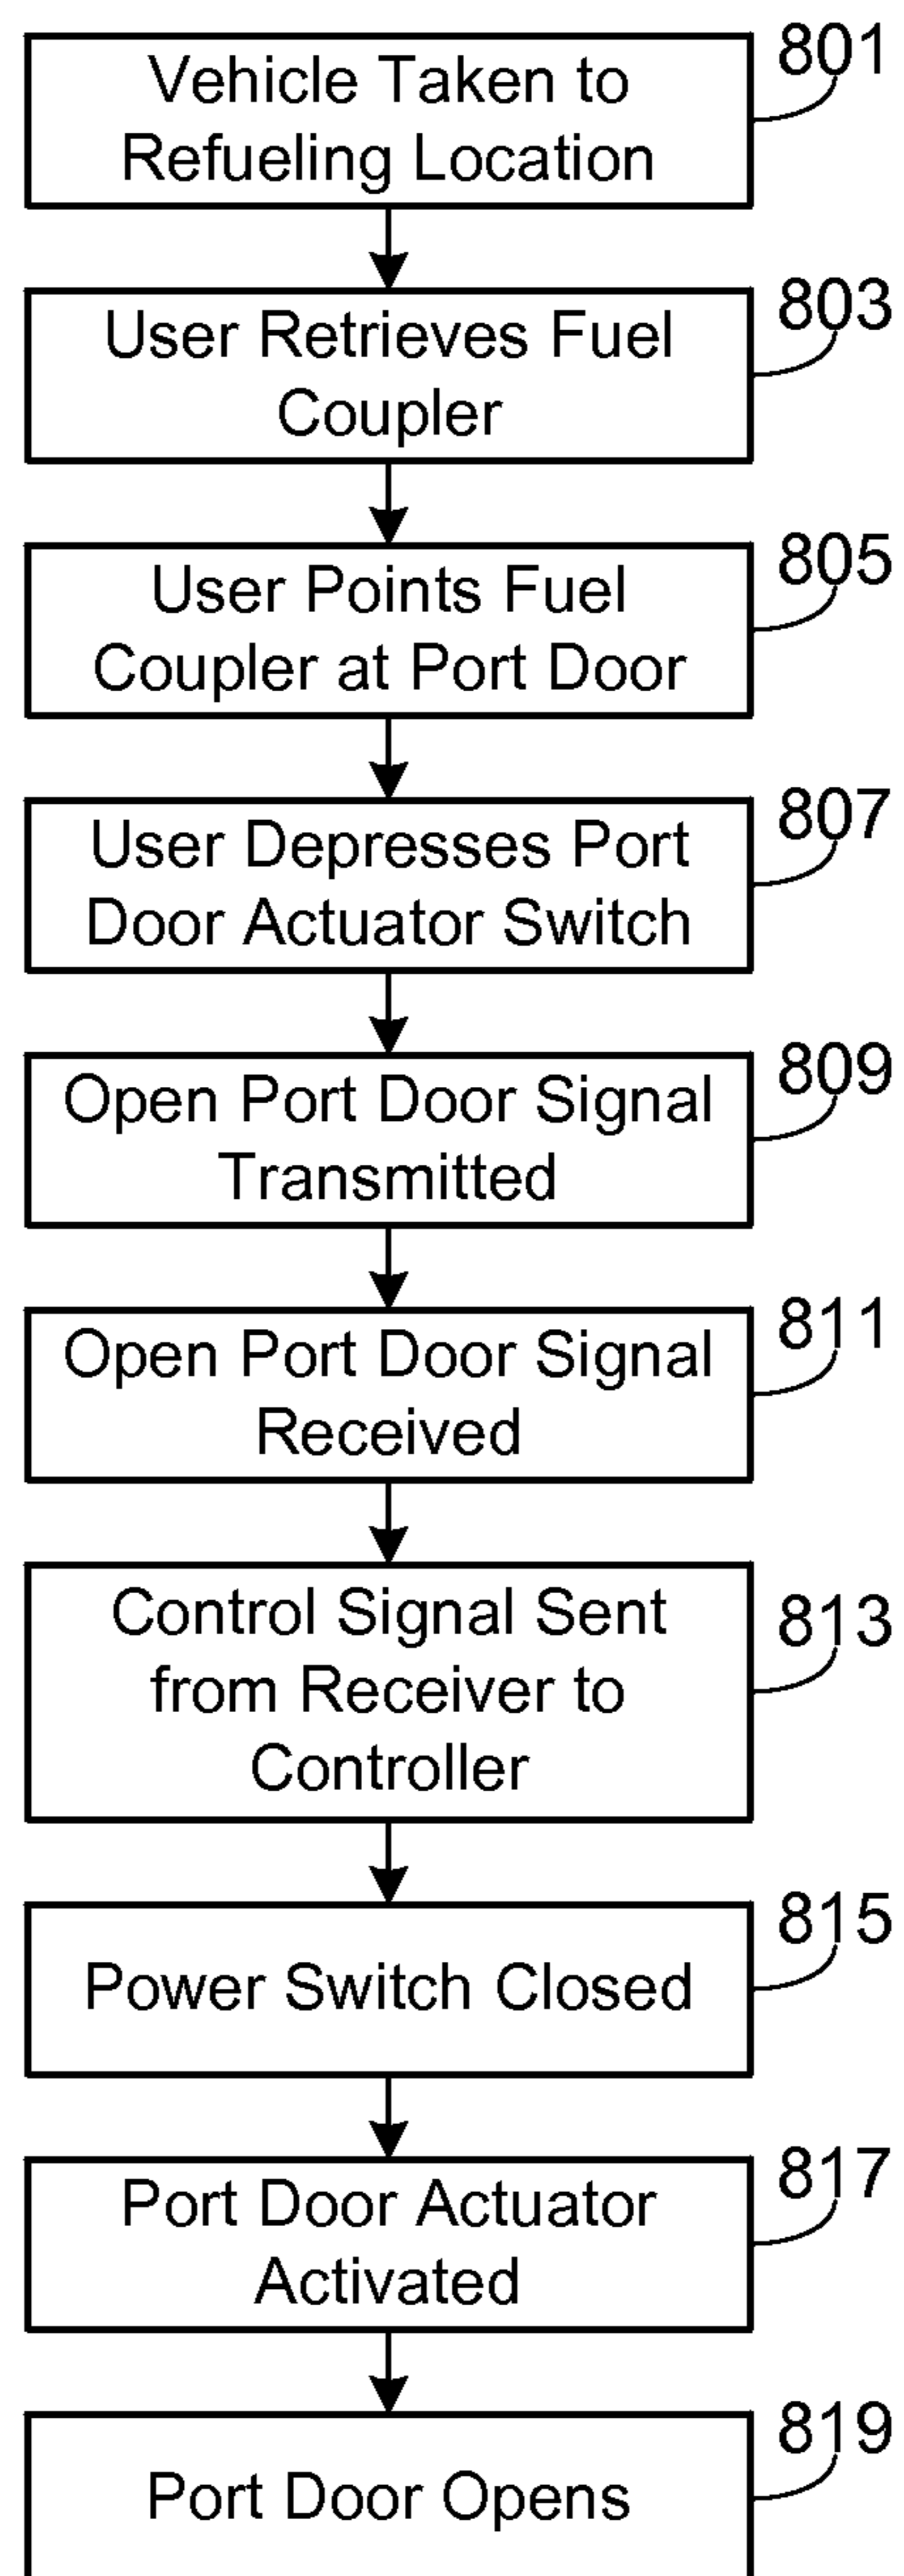 801
Vehicle Taken to
Refueling Location
803
User Retrieves Fuel
Coupler
805
User Points Fuel
Coupler at Port Door
807
User Depresses Port
Door Actuator Switch
809
Open Port Door Signal
Transmitted
811
Open Port Door Signal
Received
813
Control Signal Sent
from Receiver to
Controller
815
Power Switch Closed
817
Port Door Actuator
Activated
819
Port Door Opens